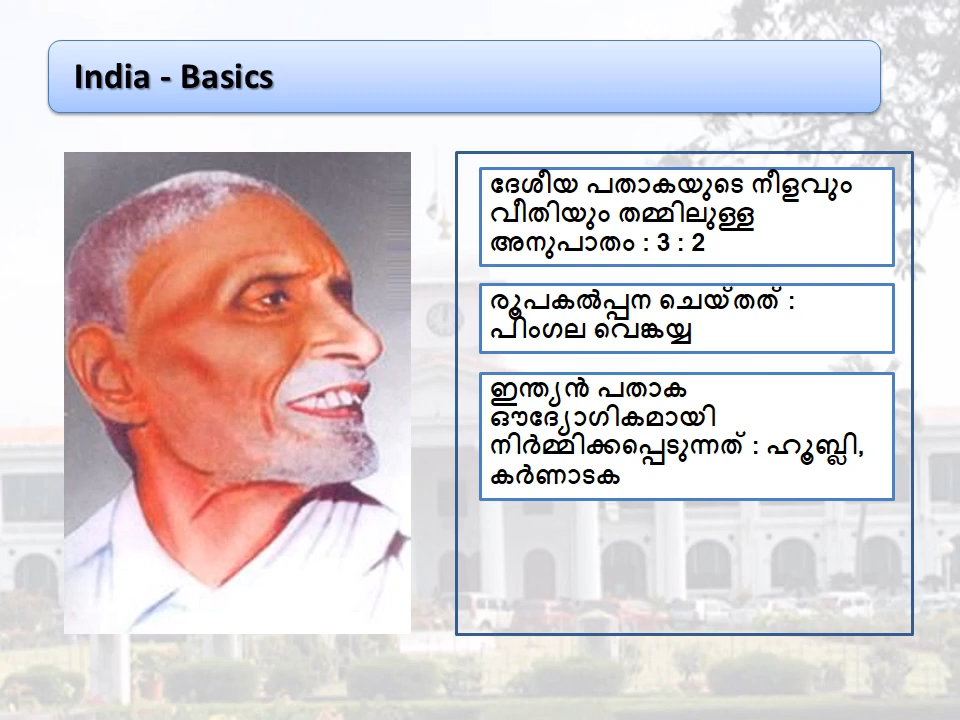 India - Basics
ദേശീയ പതാകയുടെ നീളവും
വീതിയും തമ്മിലുള്ള
അനുപാതം : 3 : 2
രൂപകൽപ്പന ചെയ്തത് :
പിംഗല വെങ്കയ്യ
ഇന്ത്യൻ പതാക
ഔദ്യോഗികമായി
നിർമ്മിക്കപ്പെടുന്നത് : ഹൂബ്ലി,
കർണാടക